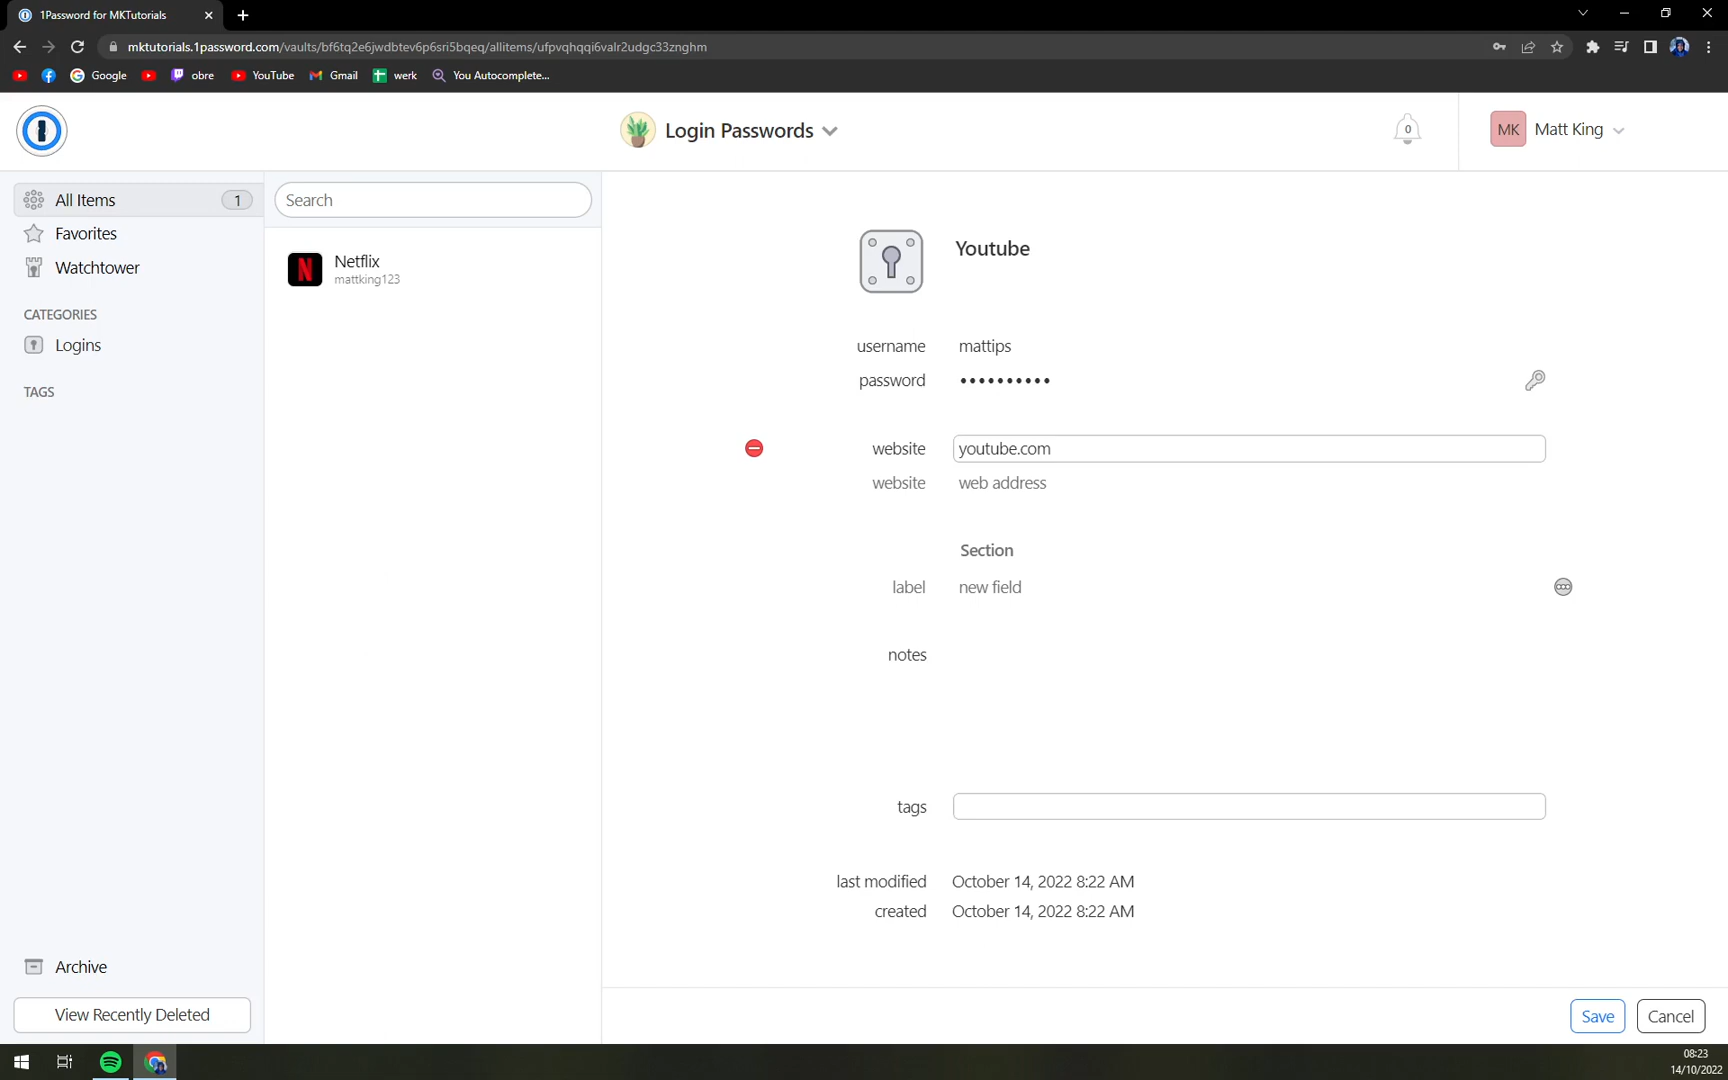 1Password for MKTutorials
mktutorials.1password.com/vaults/bf6tq2e6jwdbtev6p6sri5bqeq/allitems/ufpvqhqqi6valr2udgc33znghm
Google
obre
YouTube
Gmail
werk
You Autocomplete...
Login Passwords
0
MK
Matt King
All Items
1
Favorites
Watchtower
CATEGORIES
Logins
TAGS
Archive
View Recently Deleted
Search
Netflix
mattking123
Youtube
username mattips
password ••••••••••
website youtube.com
website web address
Section
label new field
notes
tags
last modified October 14, 2022 8:22 AM
created October 14, 2022 8:22 AM
Save Cancel
08:23
14/10/2022